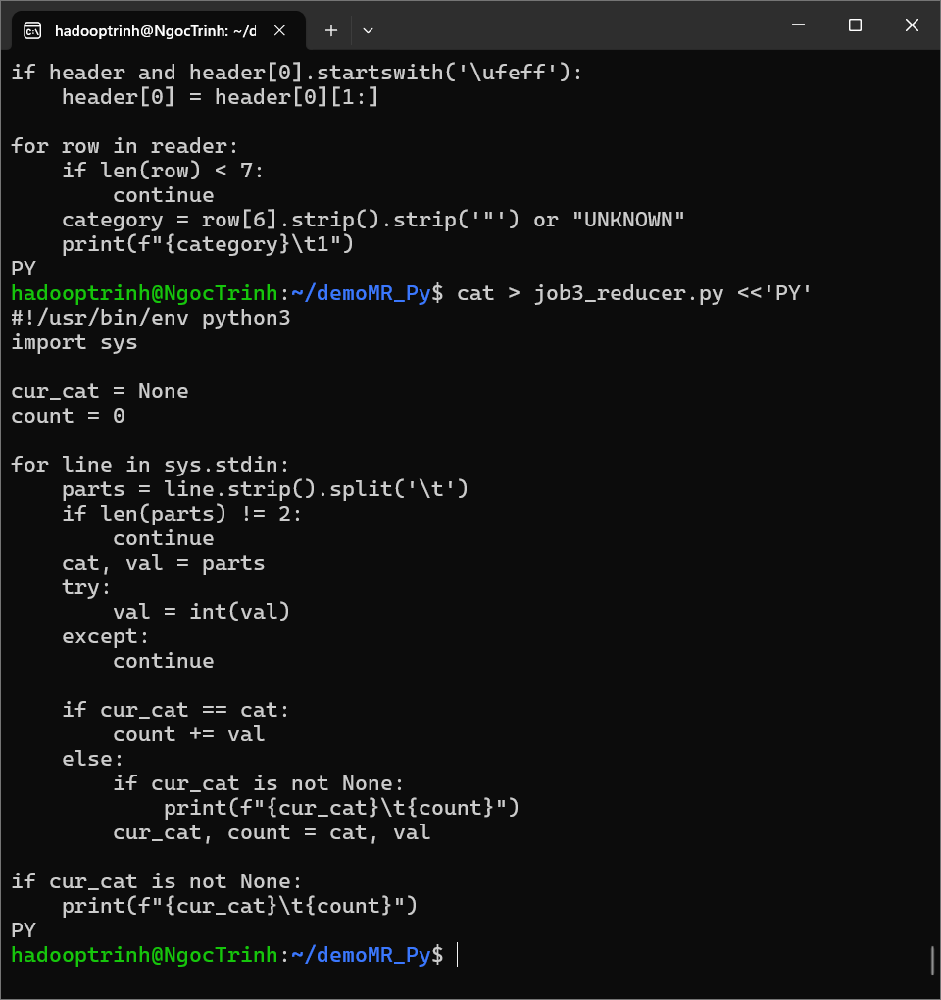 hadooptrinh@NgocTrinh: ~/d
if header and header[0].startswith('\ufeff'):
    header[0] = header[0][1:]

for row in reader:
    if len(row) < 7:
        continue
    category = row[6].strip().strip('"') or "UNKNOWN"
    print(f"{category}\t1")
PY
hadooptrinh@NgocTrinh:~/demoMR_Py$ cat > job3_reducer.py <<'PY'
#!/usr/bin/env python3
import sys

cur_cat = None
count = 0

for line in sys.stdin:
    parts = line.strip().split('\t')
    if len(parts) != 2:
        continue
    cat, val = parts
    try:
        val = int(val)
    except:
        continue

    if cur_cat == cat:
        count += val
    else:
        if cur_cat is not None:
            print(f"{cur_cat}\t{count}")
        cur_cat, count = cat, val

if cur_cat is not None:
    print(f"{cur_cat}\t{count}")
PY
hadooptrinh@NgocTrinh:~/demoMR_Py$